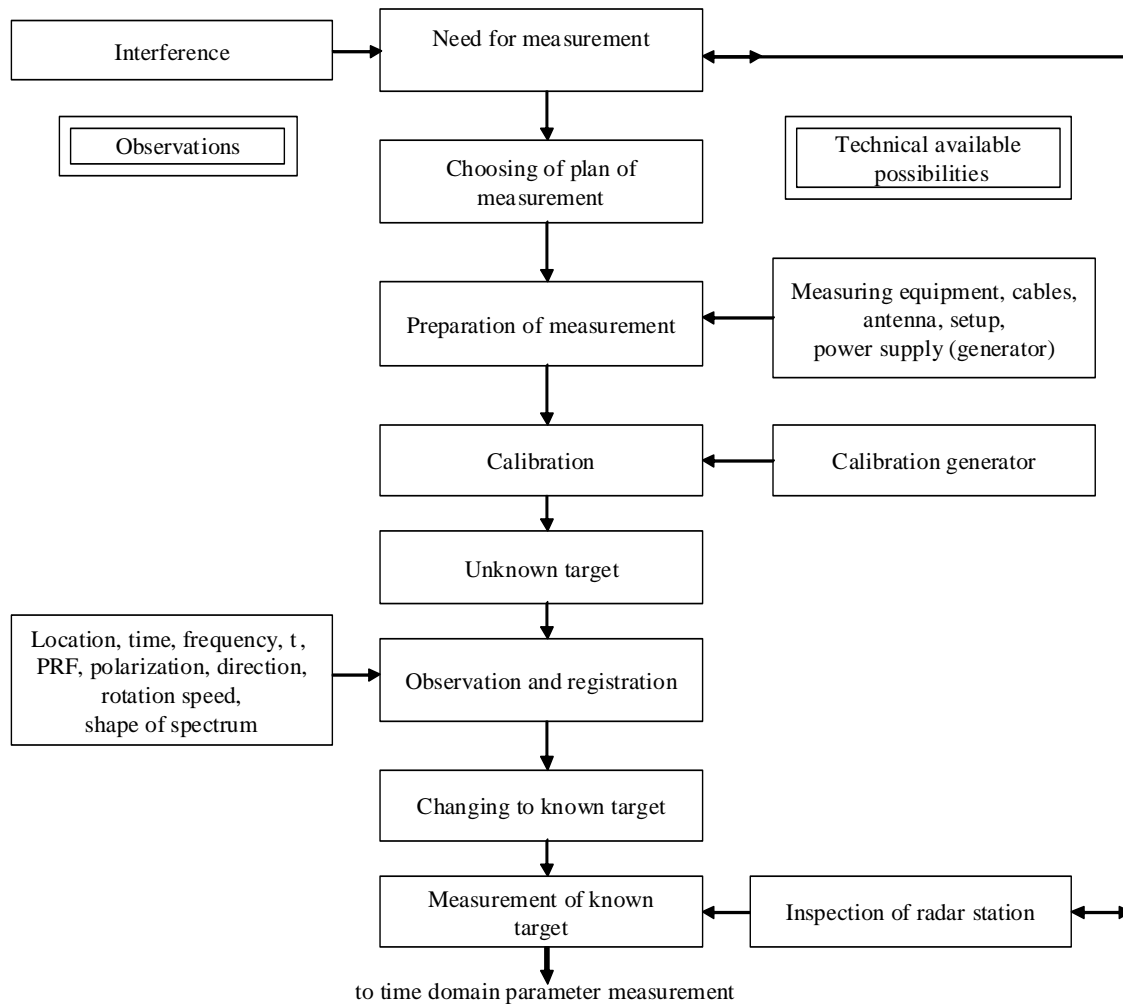 Interference
Need for measurement
Observations
Technical available
possibilities
Choosing of plan of
measurement
Preparation of measurement
Measuring equipment, cables,
antenna, setup,
power supply (generator)
Calibration
Calibration generator
Unknown target
Location, time, frequency, t ,
PRF, polarization, direction,
rotation speed,
shape of spectrum
Observation and registration
Changing to known target
Measurement of known
target
Inspection of radar station
to time domain parameter measurement